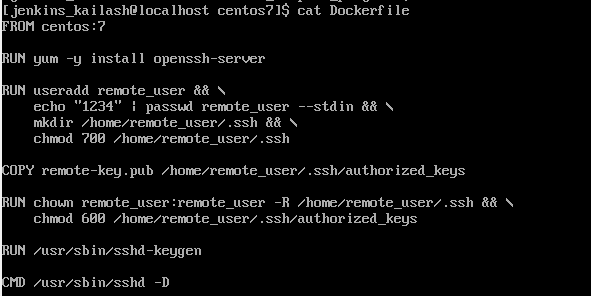 [jenkins_kailash@localhost centos7]$ cat Dockerfile
FROM centos:7
RUN yum -y install openssh-server
RUN useradd remote_user && \
echo "1234" | passwd remote_user --stdin && \
mkdir /home/remote_user/.ssh && \
chmod 700 /home/remote_user/.ssh
COPY remote-key.pub /home/remote_user/.ssh/authorized_keys
RUN chown remote_user:remote_user -R /home/remote_user/.ssh && \
chmod 600 /home/remote_user/.ssh/authorized_keys
RUN /usr/sbin/sshd-keygen
CMD /usr/sbin/sshd -D